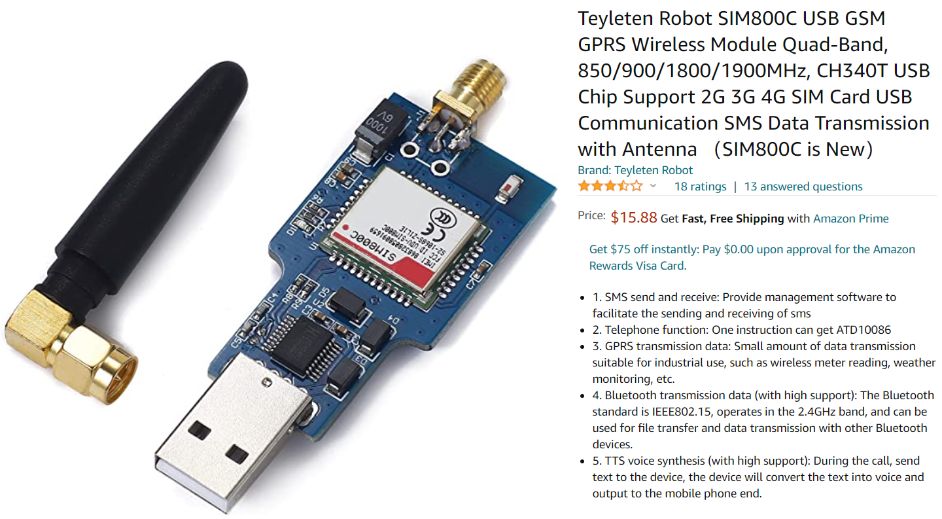 Teyleten Robot SIM800C USB GSM
GPRS Wireless Module Quad-Band,
850/900/1800/1900MHz, CH340T USB
Chip Support 2G 3G 4G SIM Card USB
Communication SMS Data Transmission
with Antenna （SIM800C is New）
Brand: Teyleten Robot
18 ratings | 13 answered questions
Price: $15.88 Get Fast, Free Shipping with Amazon Prime
Get $75 off instantly: Pay $0.00 upon approval for the Amazon
Rewards Visa Card.
1. SMS send and receive: Provide management software to
facilitate the sending and receiving of sms
2. Telephone function: One instruction can get ATD10086
3. GPRS transmission data: Small amount of data transmission
suitable for industrial use, such as wireless meter reading, weather
monitoring, etc.
4. Bluetooth transmission data (with high support): The Bluetooth
standard is IEEE802.15, operates in the 2.4GHz band, and can be
used for file transfer and data transmission with other Bluetooth
devices.
5. TTS voice synthesis (with high support): During the call, send
text to the device, the device will convert the text into voice and
output to the mobile phone end.
1000
6V
SIM800C
D4